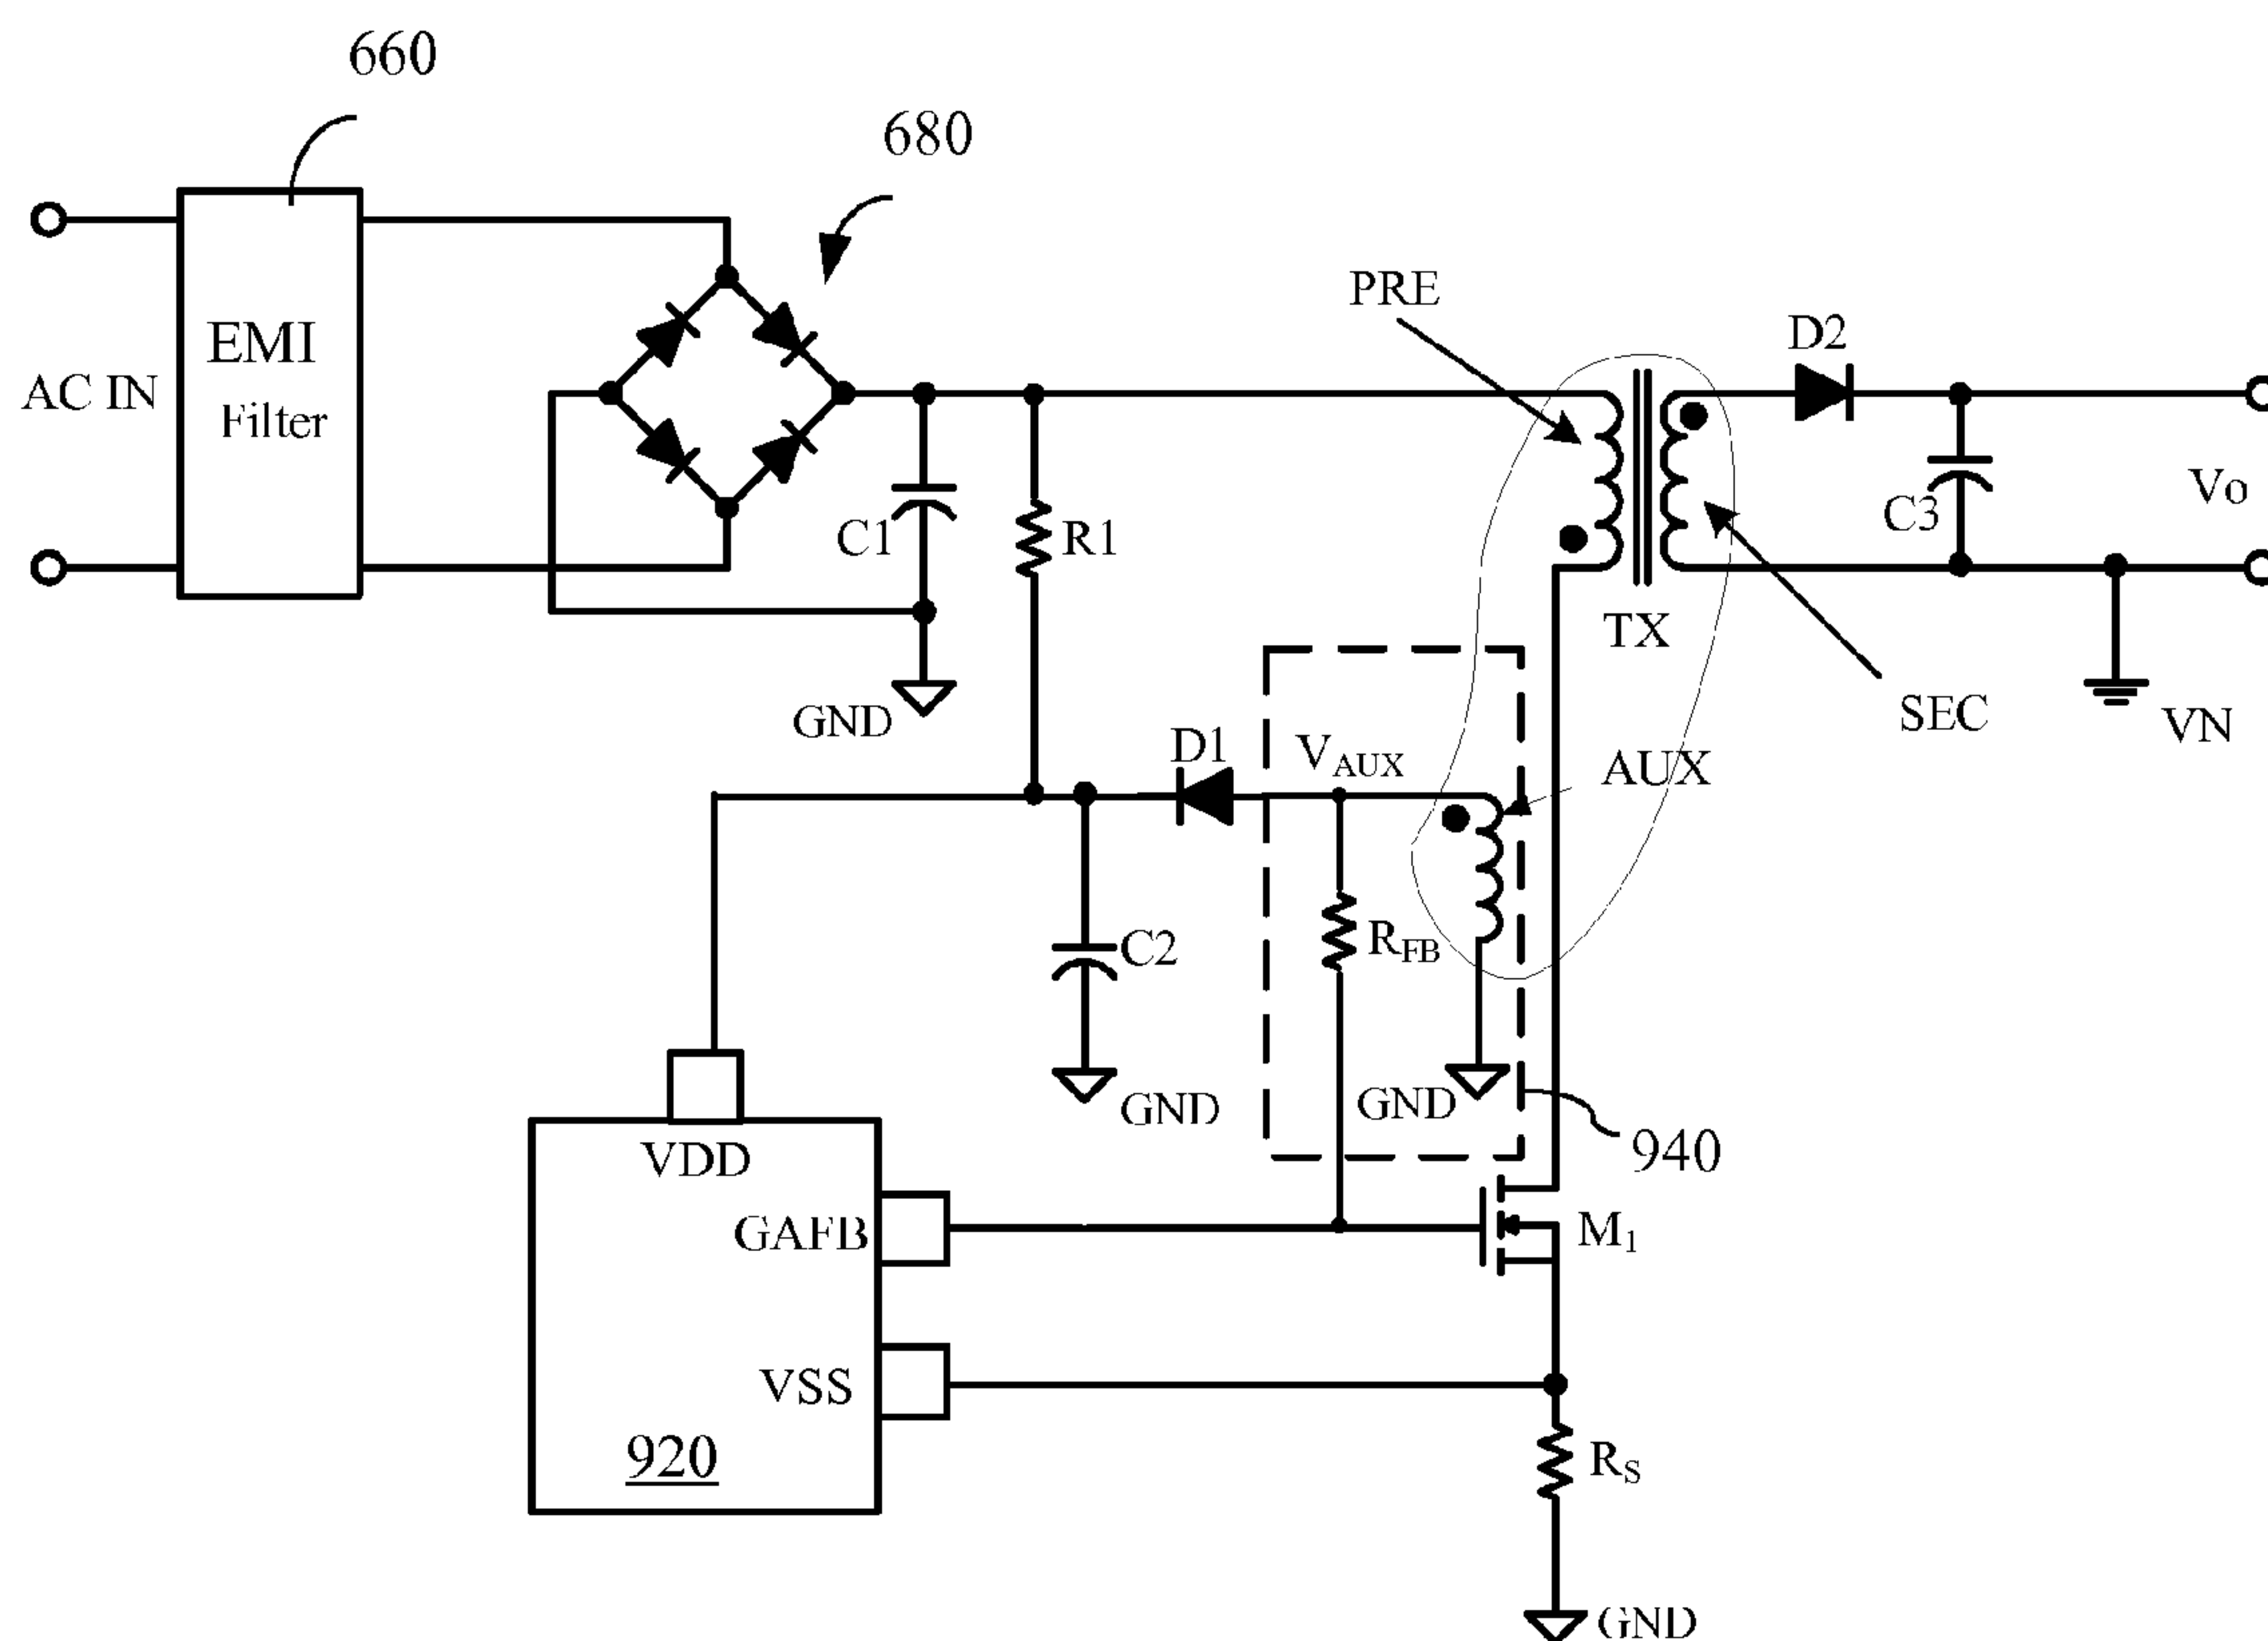 660
680
PRE
D2
EMI
Filter
AC IN
C1
R1
C3
Vo
TX
SEC
VN
GND
D1
VAUX
AUX
C2
RFB
GND
GND
940
VDD
GAFB
M1
VSS
920
RS
GND